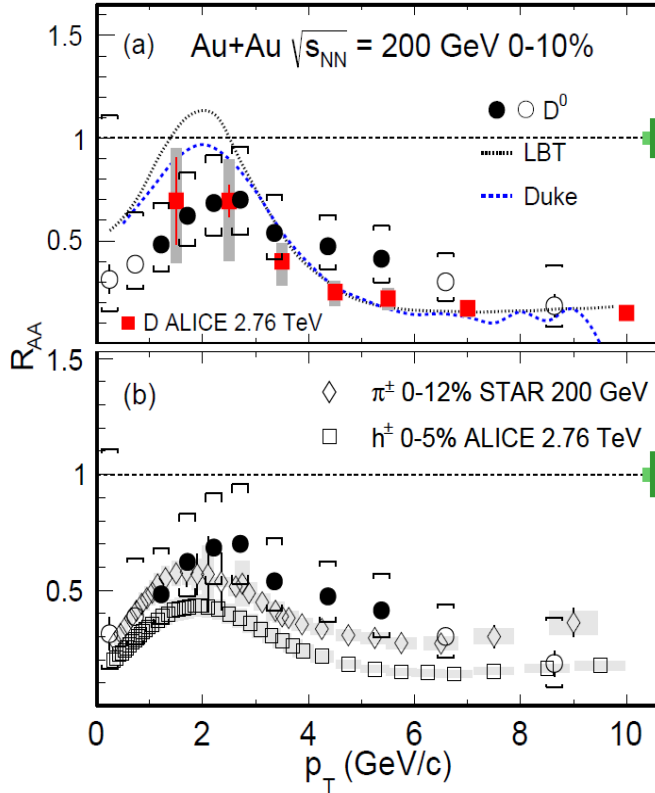 (a) Au+Au √s_NN = 200 GeV 0-10%
D⁰
LBT
Duke
D ALICE 2.76 TeV
1.5
1
0.5
R_AA
(b)
π± 0-12% STAR 200 GeV
h± 0-5% ALICE 2.76 TeV
1.5
1
0.5
0
0 2 4 6 8 10
p_T (GeV/c)